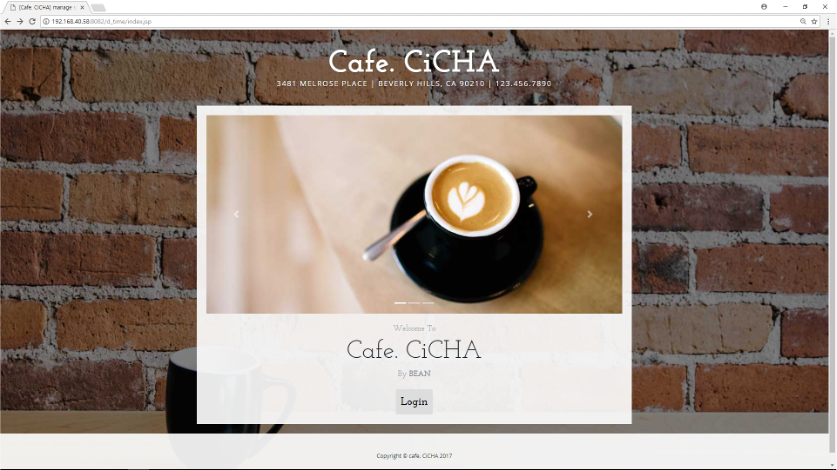 [Cafe. CiCHA] manage
192.168.40.58:8082/d_time/index.jsp
Cafe. CiCHA
3481 MELROSE PLACE | BEVERLY HILLS, CA 90210 | 123.456.7890
Welcome To
Cafe. CiCHA
By BEAN
Login
Copyright © cafe. CiCHA 2017